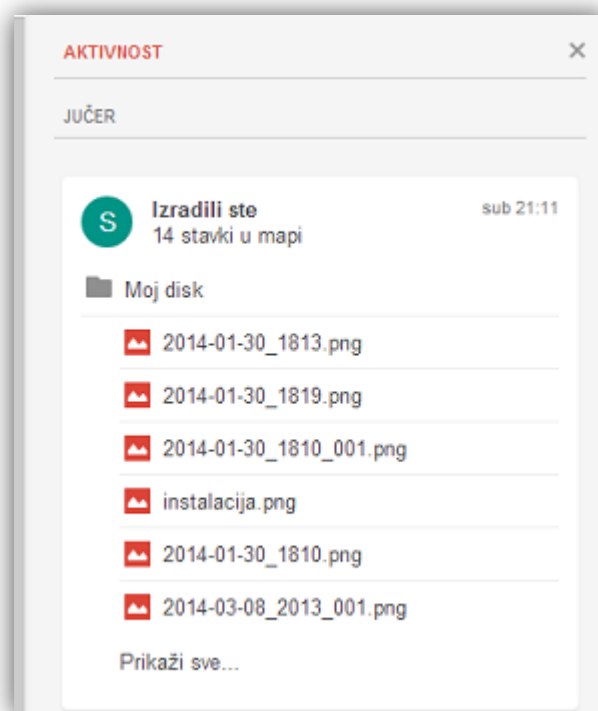 AKTIVNOST
JUČER
S
Izradili ste
sub 21:11
14 stavki u mapi
Moj disk
2014-01-30_1813.png
2014-01-30_1819.png
2014-01-30_1810_001.png
instalacija.png
2014-01-30_1810.png
2014-03-08_2013_001.png
Prikaži sve...